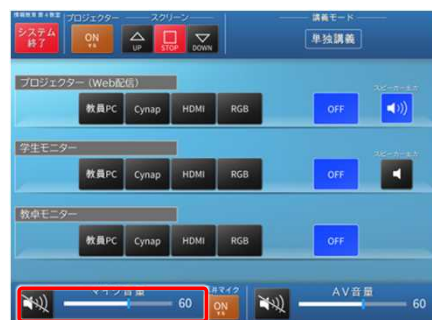 情報教育第4教室
プロジェクター
スクリーン
講義モード
システム
終了
ON
UP
STOP
DOWN
単独講義
プロジェクター (Web配信)
スピーカー出力
教員PC
Cynap
HDMI
RGB
OFF
学生モニター
スピーカー出力
教員PC
Cynap
HDMI
RGB
OFF
教卓モニター
教員PC
Cynap
HDMI
RGB
OFF
マイク音量
60
マイク
ON
AV音量
60